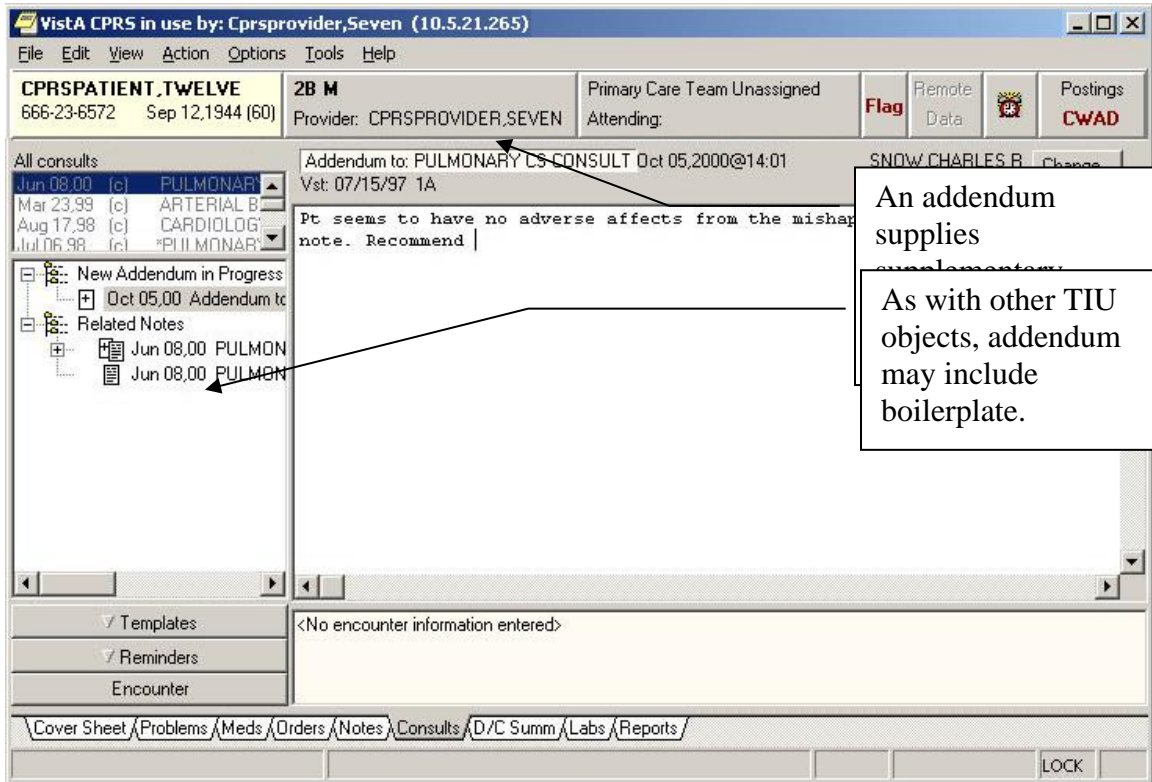 VistA CPRS in use by: Cprsprovider,Seven (10.5.21.265)
File Edit View Action Options Tools Help
CPRSPATIENT,TWELVE
666-23-6572 Sep 12,1944 (60)
2B M
Provider: CPRSPROVIDER,SEVEN
Primary Care Team Unassigned
Attending:
Flag
Remote
Data
Postings
CWAD
All consults
Jun 08,00 (c) PULMONARY
Mar 23,99 (c) ARTERIAL B
Aug 17,98 (c) CARDIOLOG
Jul 06,98 (c) *PULMONAR
Addendum to: PULMONARY CS CONSULT Oct 05,2000@14:01
SNOW,CHARLES R
Change...
Vst: 07/15/97 1A
Pt seems to have no adverse affects from the mishap
note. Recommend
New Addendum in Progress
Oct 05,00 Addendum to
Related Notes
Jun 08,00 PULMON
Jun 08,00 PULMON
An addendum
supplies
supplementary
As with other TIU
objects, addendum
may include
boilerplate.
Templates
Reminders
Encounter
<No encounter information entered>
Cover Sheet Problems Meds Orders Notes Consults D/C Summ Labs Reports
LOCK